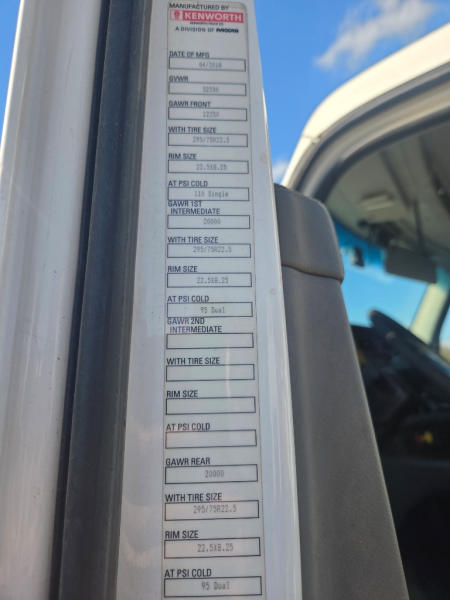 MANUFACTURED BY
KENWORTH
KENWORTH TRUCK CO
A DIVISION OF PACCAR
DATE OF MFG
04/2018
GVWR
52350
GAWR FRONT
12350
WITH TIRE SIZE
295/75R22.5
RIM SIZE
22.5X8.25
AT PSI COLD
110 Single
GAWR 1ST
INTERMEDIATE
20000
WITH TIRE SIZE
295/75R22.5
RIM SIZE
22.5X8.25
AT PSI COLD
95 Dual
GAWR 2ND
INTERMEDIATE
WITH TIRE SIZE
RIM SIZE
AT PSI COLD
GAWR REAR
20000
WITH TIRE SIZE
295/75R22.5
RIM SIZE
22.5X8.25
AT PSI COLD
95 Dual